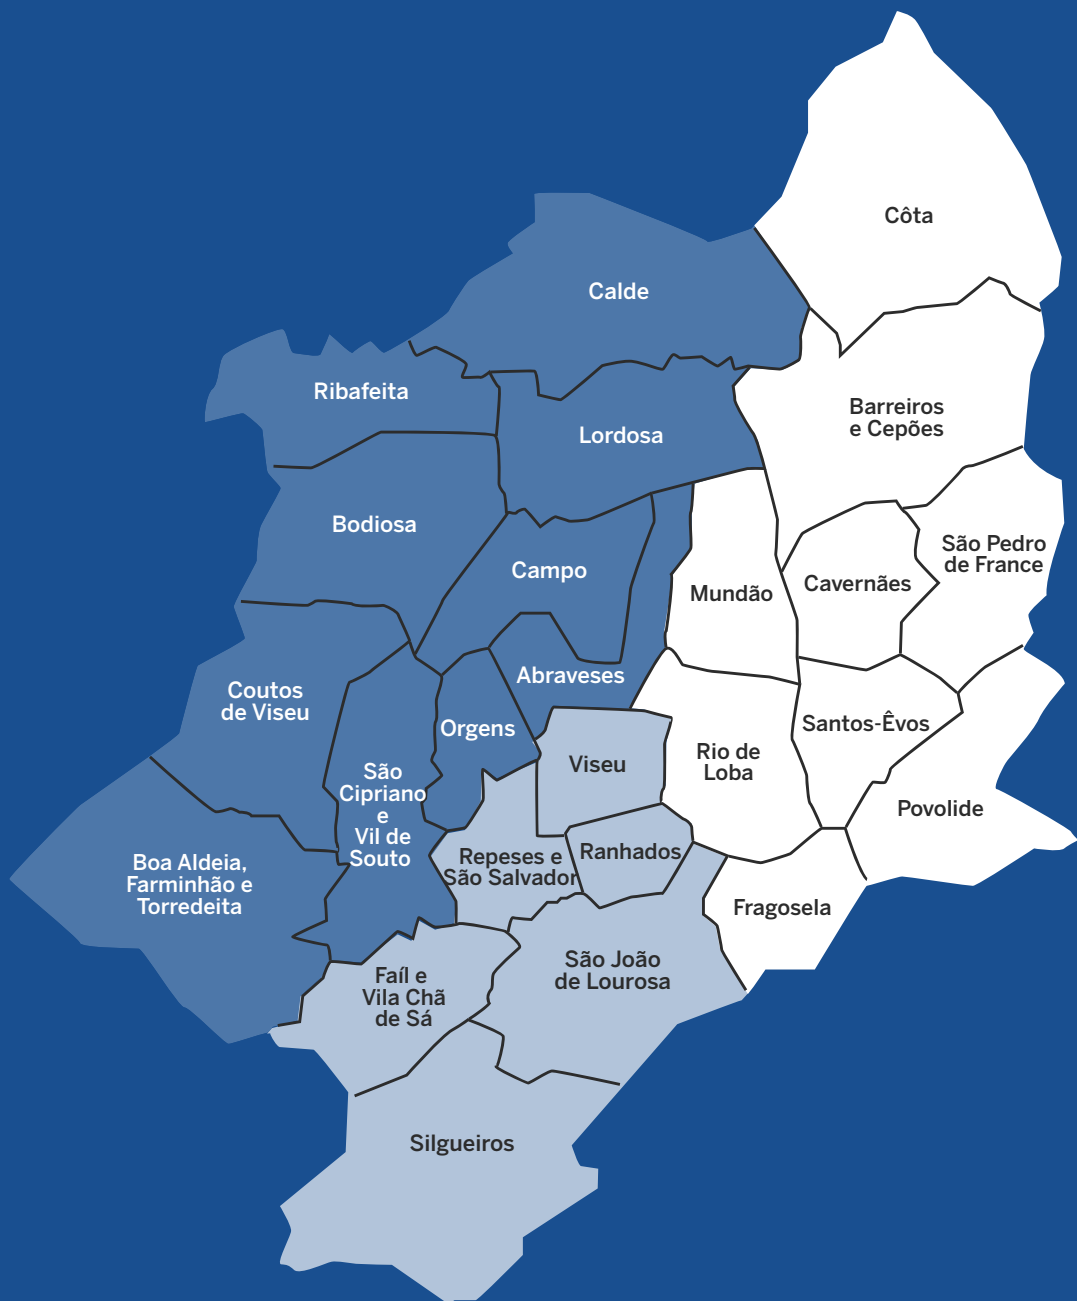 Côta
Calde
Ribafeita
Barreiros
e Cepões
Lordosa
Bodiosa
São Pedro
de France
Campo
Cavernães
Mundão
Abraveses
Coutos
de Viseu
Orgens
Santos-Êvos
Viseu
Rio de
Loba
São
Cipriano
e
Vil de
Souto
Povolide
Ranhados
Repeses e
São Salvador
Boa Aldeia,
Farminhão e
Torredeita
Fragosela
São João
de Lourosa
Faíl e
Vila Chã
de Sá
Silgueiros